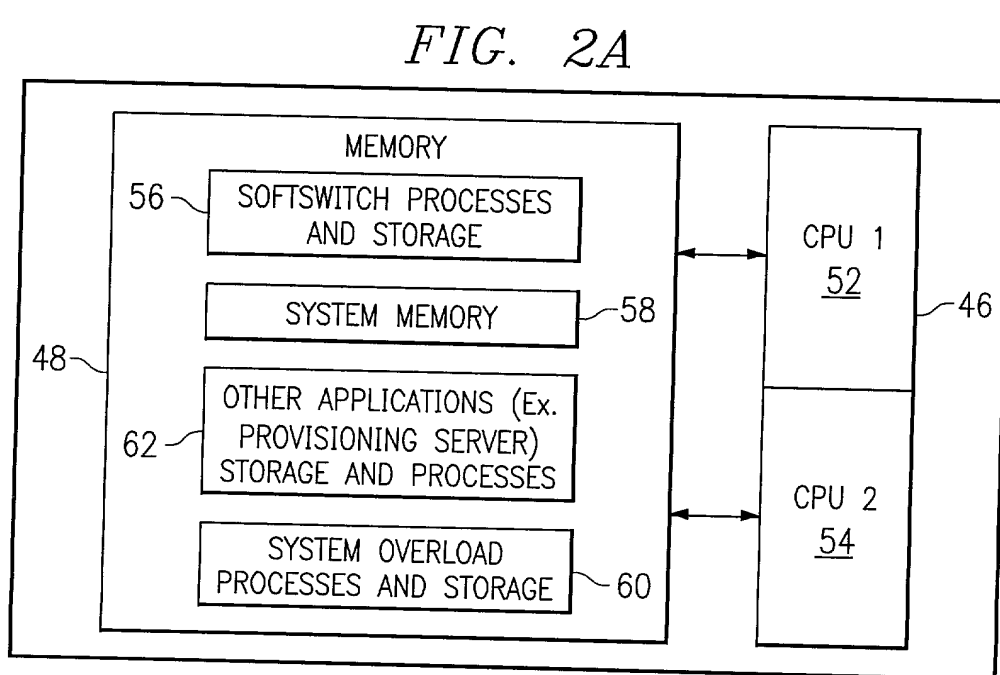 FIG. 2A
MEMORY
56
SOFTSWITCH PROCESSES
AND STORAGE
SYSTEM MEMORY
58
48
62
OTHER APPLICATIONS (Ex.
PROVISIONING SERVER)
STORAGE AND PROCESSES
SYSTEM OVERLOAD
PROCESSES AND STORAGE
60
CPU 1
52
46
CPU 2
54